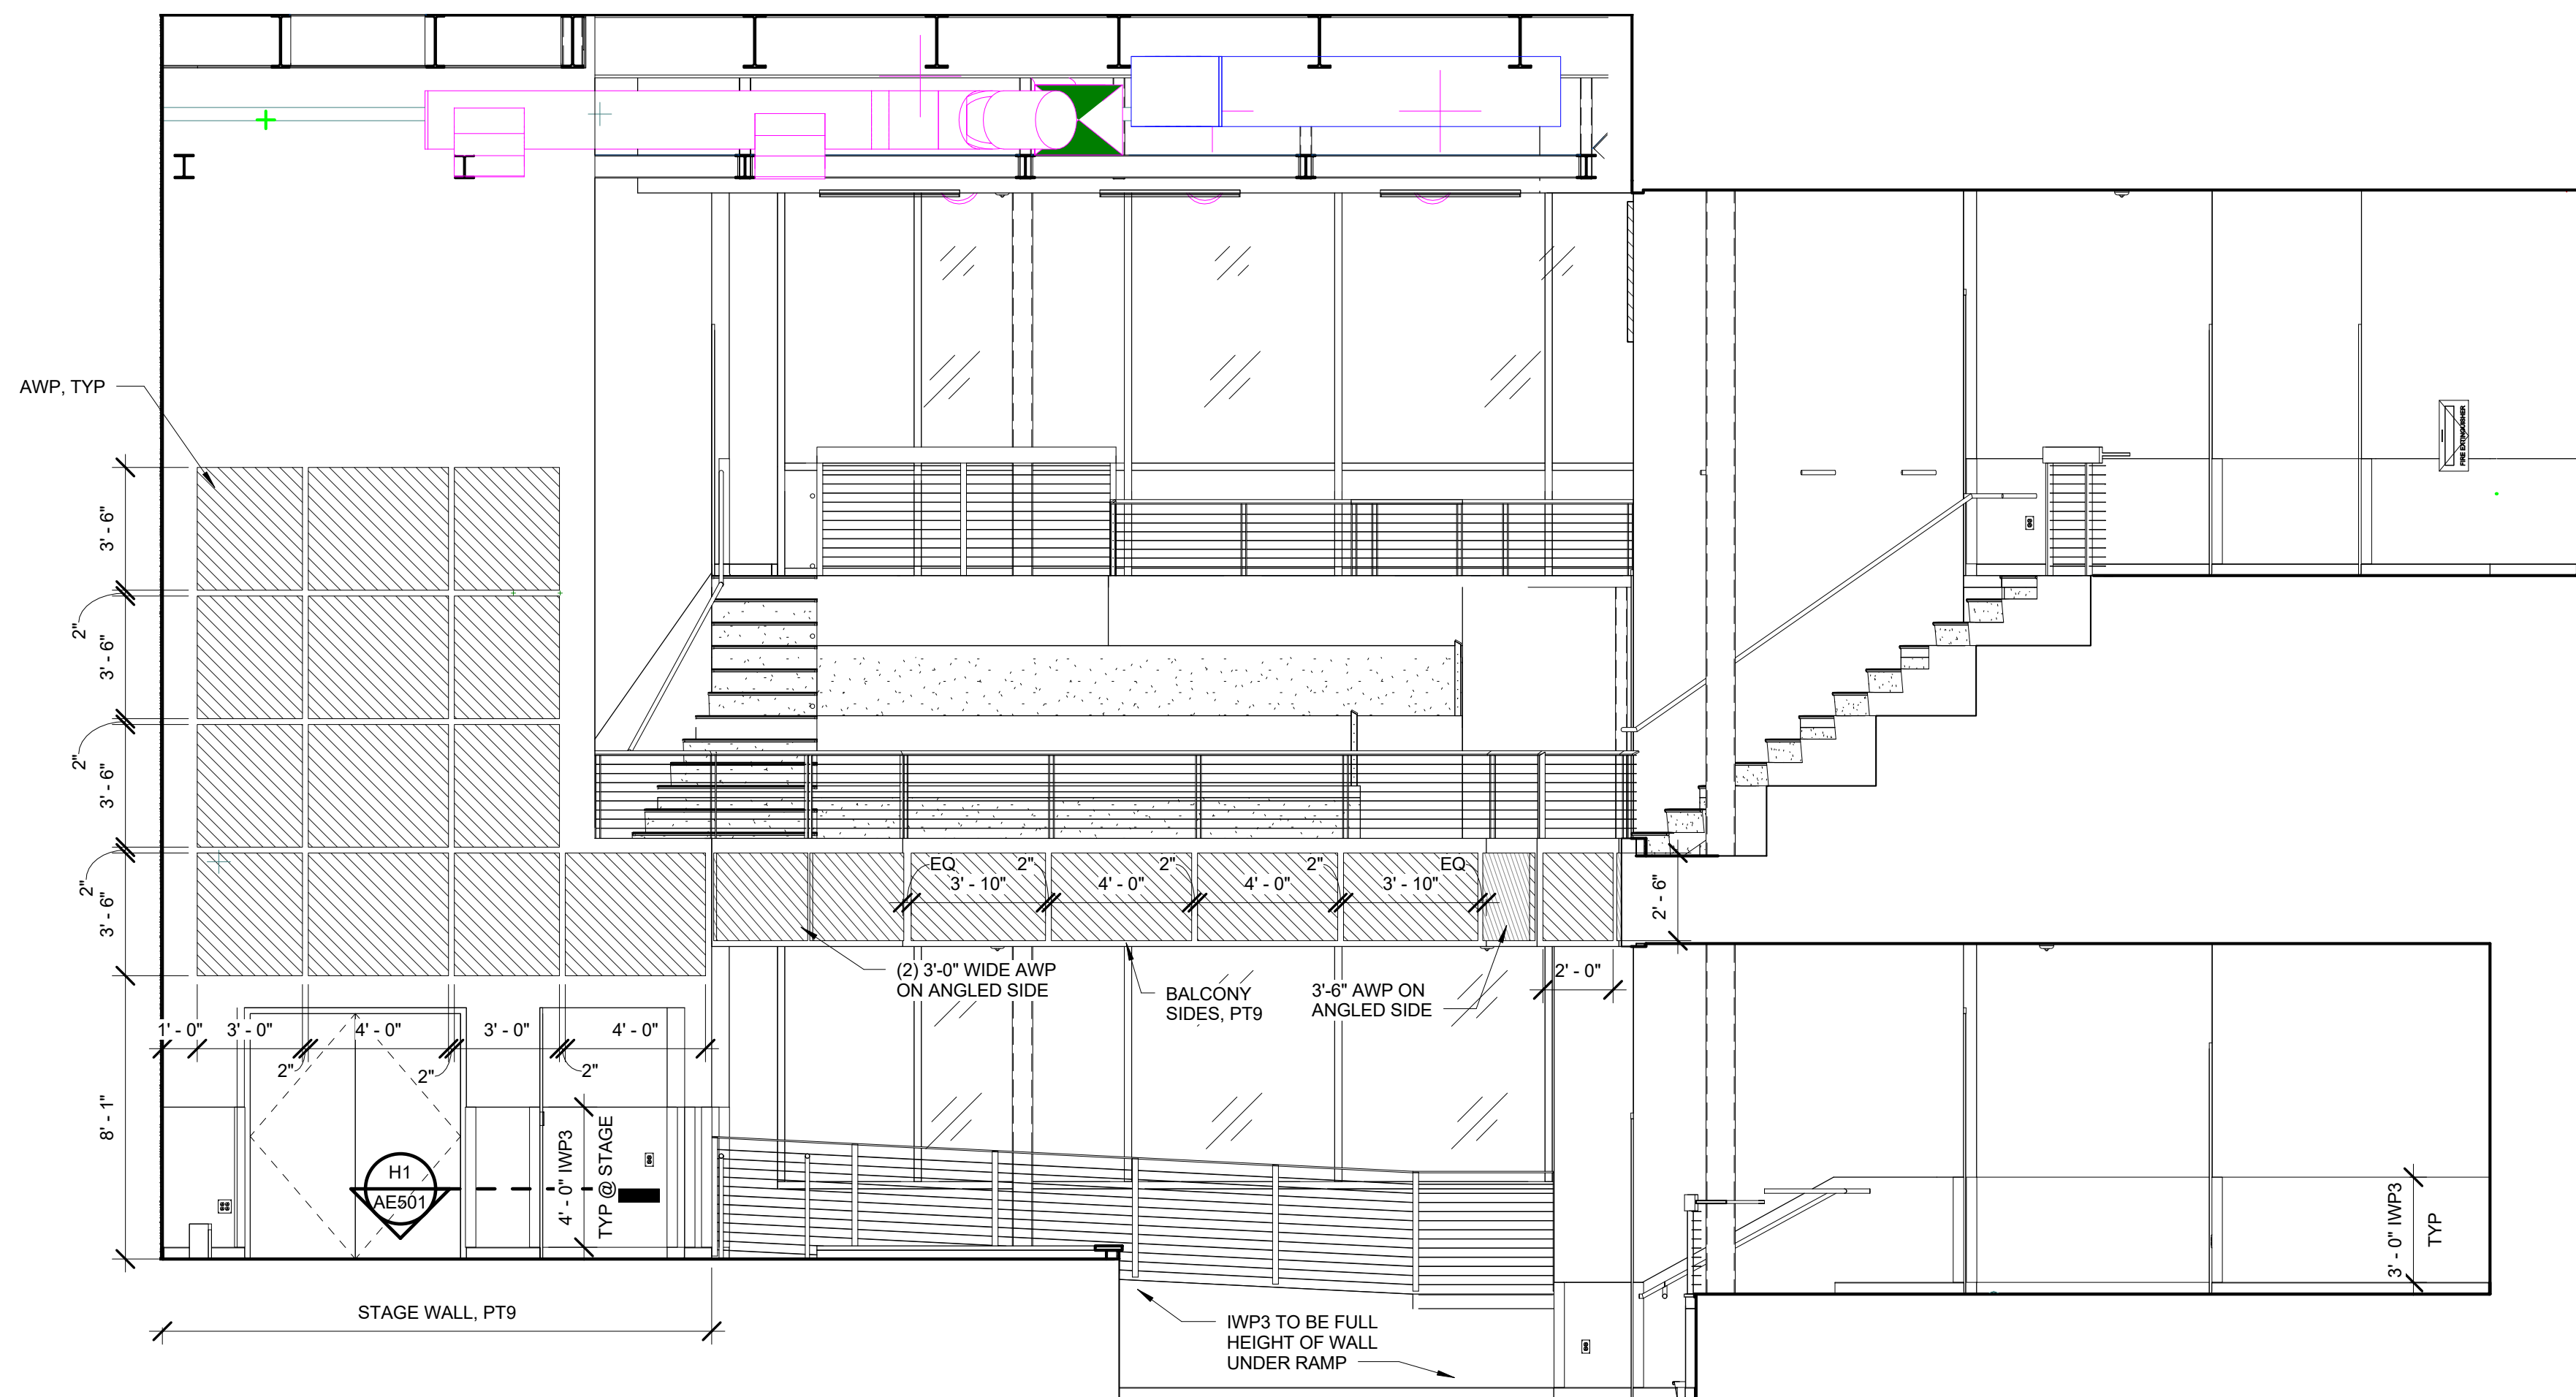 AWP, TYP
FIRE EXTINGUISHER
3' - 6"
2"
3' - 6"
2"
3' - 6"
2"
3' - 6"
8' - 1"
EQ
3' - 10"
2"
4' - 0"
2"
4' - 0"
2"
3' - 10"
EQ
2' - 6"
2' - 0"
(2) 3'-0" WIDE AWP
ON ANGLED SIDE
BALCONY
SIDES, PT9
3'-6" AWP ON
ANGLED SIDE
1' - 0"
3' - 0"
4' - 0"
3' - 0"
4' - 0"
2"
2"
2"
H1
AE501
4' - 0" IWP3
TYP @ STAGE
3' - 0" IWP3
TYP
STAGE WALL, PT9
IWP3 TO BE FULL
HEIGHT OF WALL
UNDER RAMP